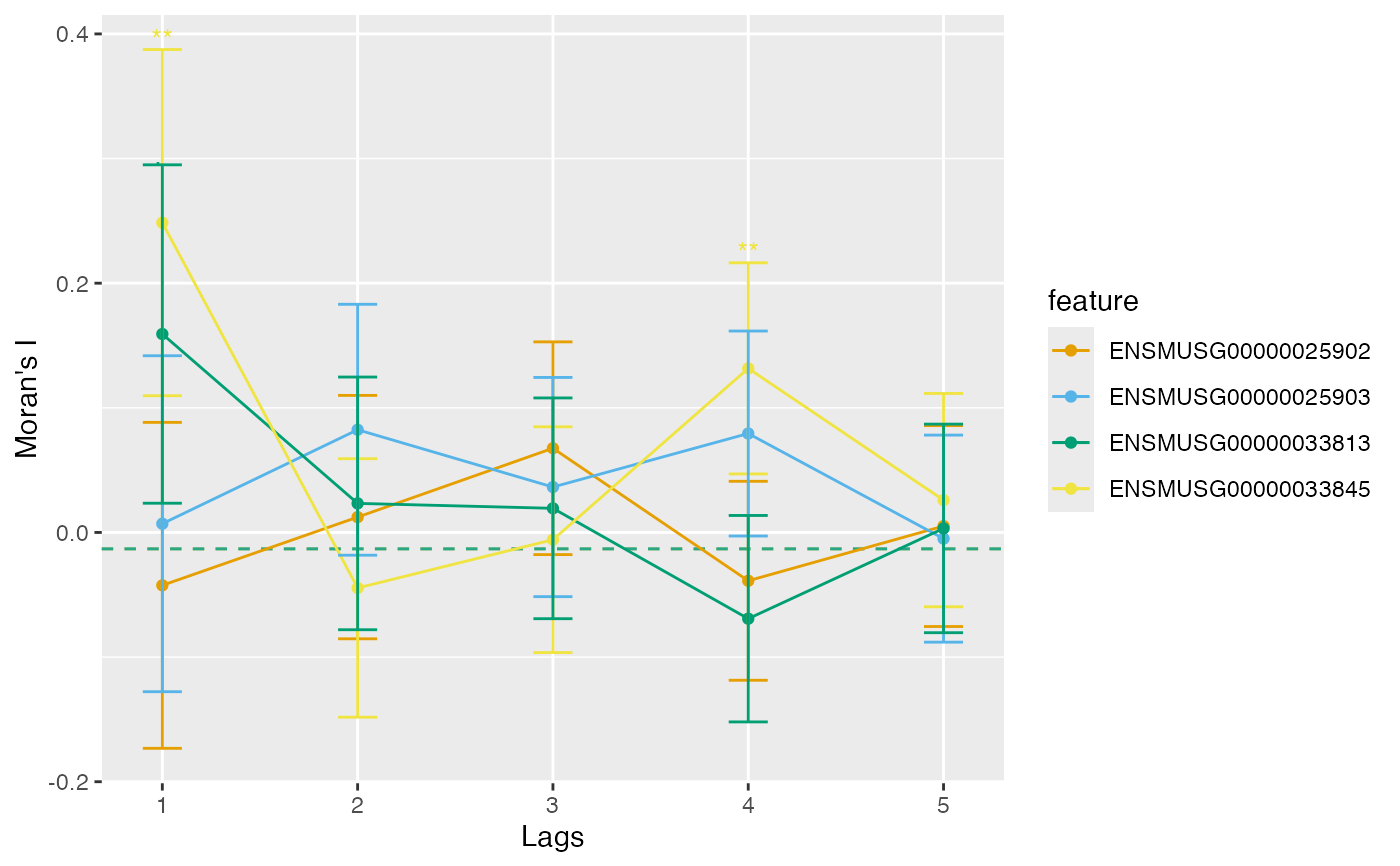 0.4
**
0.2
**
0.0
-0.2
1 2 3 4 5
Lags
Moran's I
feature
ENSMUSG00000025902
ENSMUSG00000025903
ENSMUSG00000033813
ENSMUSG00000033845